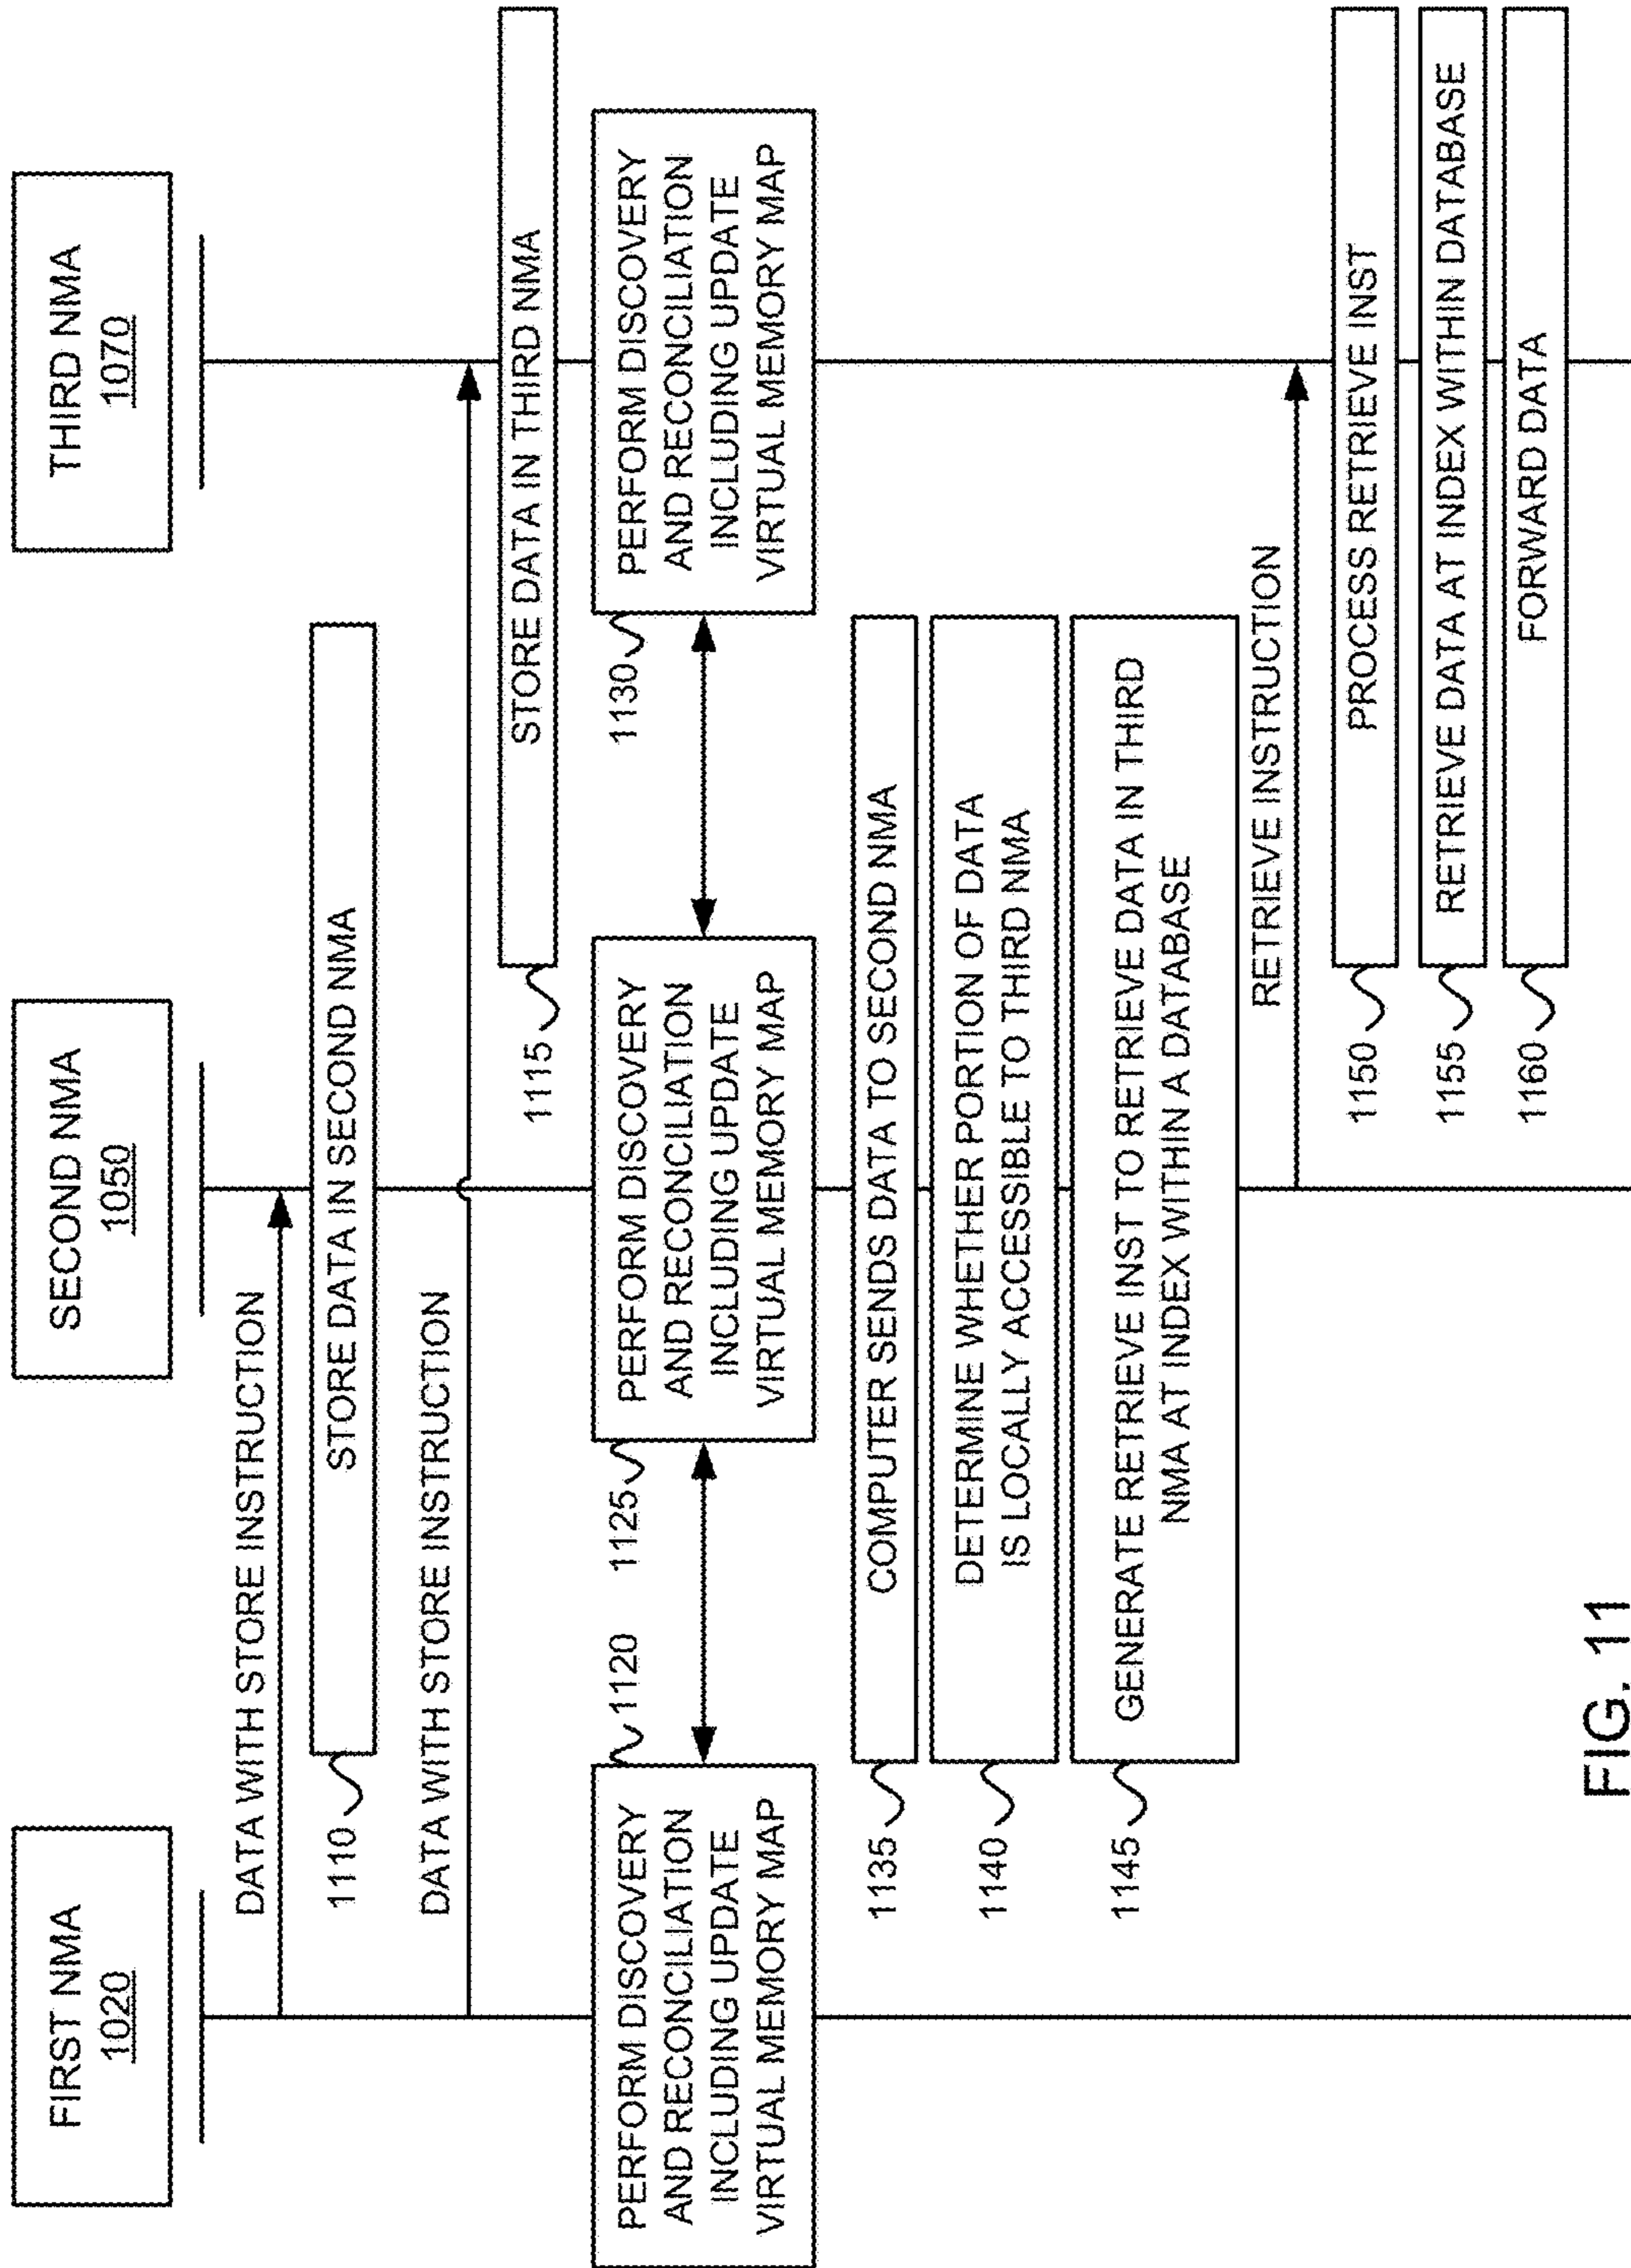 FIRST NMA
1020
SECOND NMA
1050
THIRD NMA
1070
DATA WITH STORE INSTRUCTION
1110
STORE DATA IN SECOND NMA
DATA WITH STORE INSTRUCTION
1115
STORE DATA IN THIRD NMA
1120
PERFORM DISCOVERY
AND RECONCILIATION
INCLUDING UPDATE
VIRTUAL MEMORY MAP
1125
PERFORM DISCOVERY
AND RECONCILIATION
INCLUDING UPDATE
VIRTUAL MEMORY MAP
1130
PERFORM DISCOVERY
AND RECONCILIATION
INCLUDING UPDATE
VIRTUAL MEMORY MAP
1135
COMPUTER SENDS DATA TO SECOND NMA
1140
DETERMINE WHETHER PORTION OF DATA
IS LOCALLY ACCESSIBLE TO THIRD NMA
1145
GENERATE RETRIEVE INST TO RETRIEVE DATA IN THIRD
NMA AT INDEX WITHIN A DATABASE
RETRIEVE INSTRUCTION
1150
PROCESS RETRIEVE INST
1155
RETRIEVE DATA AT INDEX WITHIN DATABASE
1160
FORWARD DATA
FIG. 11